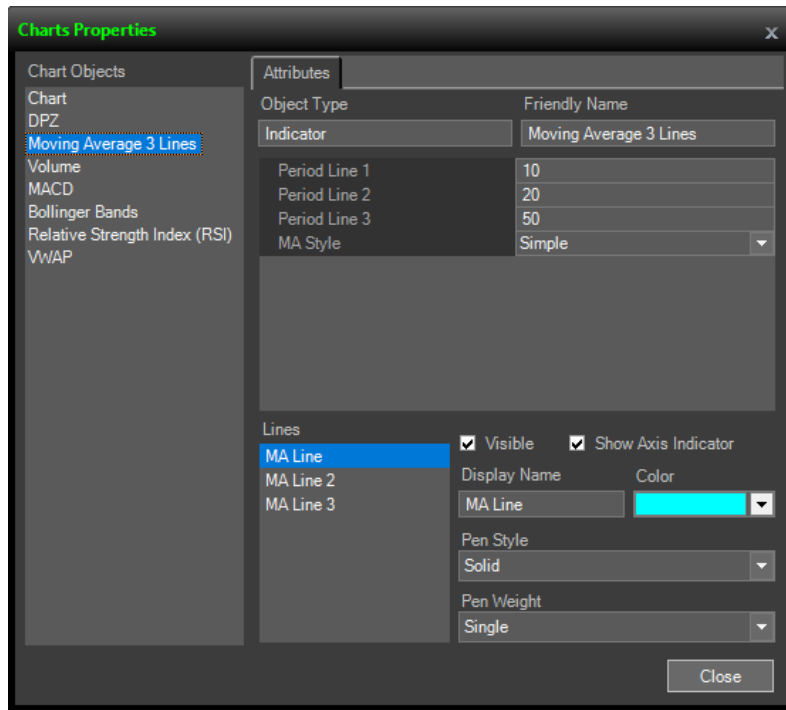 Charts Properties
x
Chart Objects
Chart
DPZ
Moving Average 3 Lines
Volume
MACD
Bollinger Bands
Relative Strength Index (RSI)
VWAP
Attributes
Object Type
Friendly Name
Indicator
Moving Average 3 Lines
Period Line 1
10
Period Line 2
20
Period Line 3
50
MA Style
Simple
Lines
MA Line
MA Line 2
MA Line 3
Visible
Show Axis Indicator
Display Name
Color
MA Line
Pen Style
Solid
Pen Weight
Single
Close